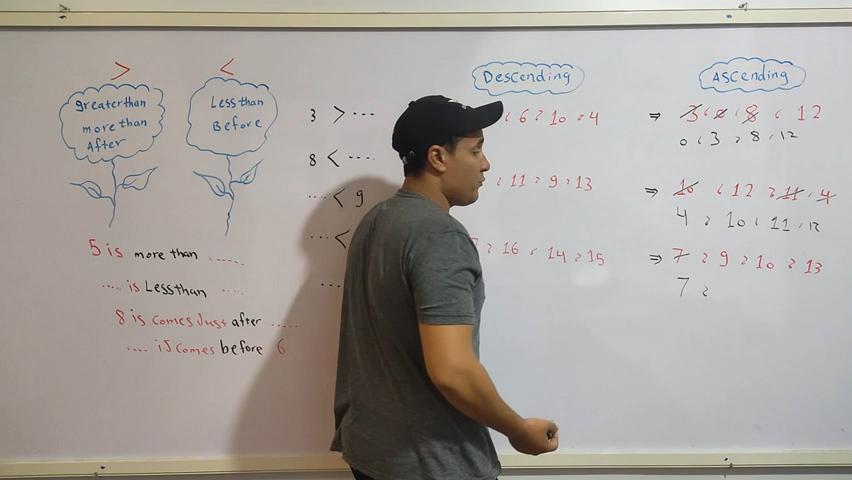 >
greater than
more than
After
<
Less than
Before
5 is more than ......
.... is Less than ....
8 is comes Just after .....
.... is comes before 6
3 > ....
8 < ....
.... < 9
.... <
....
Descending
، 6 ، 10 ، 4
، 11 ، 9 ، 13
، 16 ، 14 ، 15
Ascending
⇒ 3 ، 0 ، 8 ، 12
0 ، 3 ، 8 ، 12
⇒ 10 ، 12 ، 11 ، 4
4 ، 10 ، 11 ، 12
⇒ 7 ، 9 ، 10 ، 13
7 ،